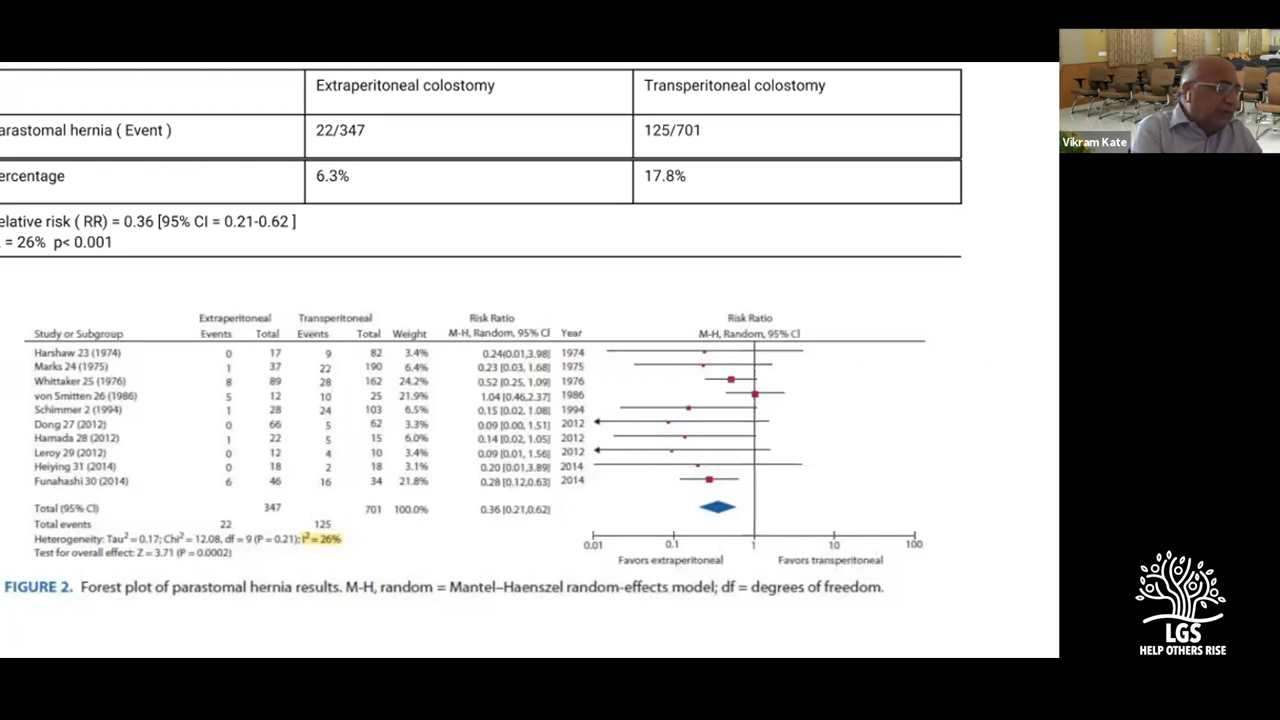 Extraperitoneal colostomy Transperitoneal colostomy
arastomal hernia ( Event ) 22/347 125/701
ercentage 6.3% 17.8%
elative risk ( RR) = 0.36 [95% CI = 0.21-0.62 ]
= 26% p< 0.001
Extraperitoneal Transperitoneal Risk Ratio Risk Ratio
Study or Subgroup Events Total Events Total Weight M-H, Random, 95% CI Year M-H, Random, 95% CI
Harshaw 23 (1974) 0 17 9 82 3.4% 0.24(0.01,3.98] 1974
Marks 24 (1975) 1 37 22 190 6.4% 0.23 [0.03, 1.68] 1975
Whittaker 25 (1976) 8 89 28 162 24.2% 0.52 [0.25, 1.09] 1976
von Smitten 26 (1986) 5 12 10 25 21.9% 1.04 [0.46,2.37] 1986
Schimmer 2 (1994) 1 28 24 103 6.5% 0.15 [0.02, 1.08] 1994
Dong 27 (2012) 0 66 5 62 3.3% 0.09 [0.00, 1.51] 2012
Hamada 28 (2012) 1 22 5 15 6.0% 0.14 [0.02, 1.05] 2012
Leroy 29 (2012) 0 12 4 10 3.4% 0.09 [0.01, 1.56] 2012
Heiying 31 (2014) 0 18 2 18 3.1% 0.20 [0.01,3.89] 2014
Funahashi 30 (2014) 6 46 16 34 21.8% 0.28 [0.12,0.63] 2014
Total (95% CI) 347 701 100.0% 0.36 [0.21,0.62]
Total events 22 125
Heterogeneity: Tau² = 0.17; Chi² = 12.08, df = 9 (P = 0.21); I² = 26%
Test for overall effect: Z = 3.71 (P = 0.0002)
0.01 0.1 1 10 100
Favors extraperitoneal Favors transperitoneal
FIGURE 2. Forest plot of parastomal hernia results. M-H, random = Mantel–Haenszel random-effects model; df = degrees of freedom.
Vikram Kate
LGS
HELP OTHERS RISE